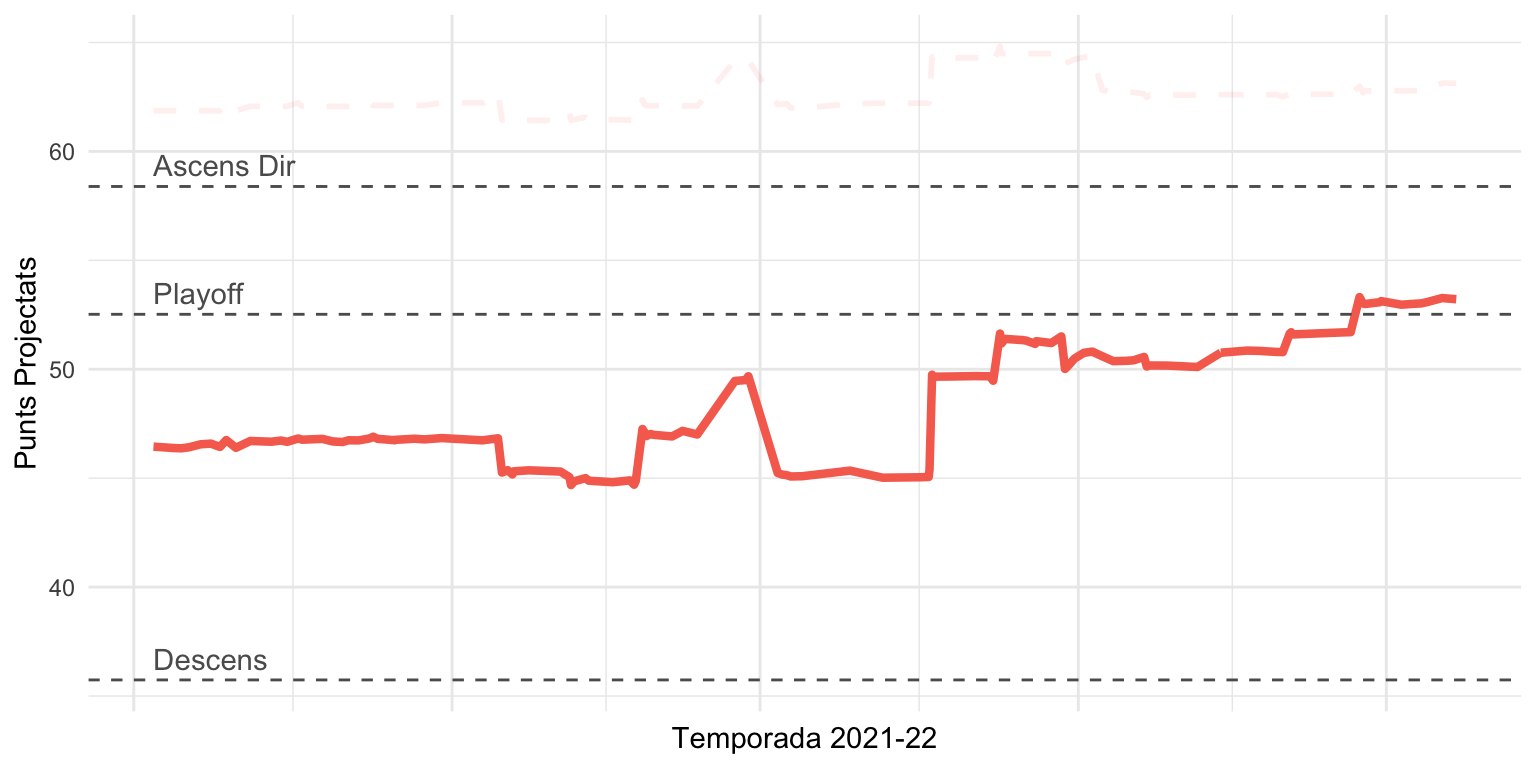 60
Ascens Dir
Playoff
50
40
Descens
Punts Projectats
Temporada 2021-22